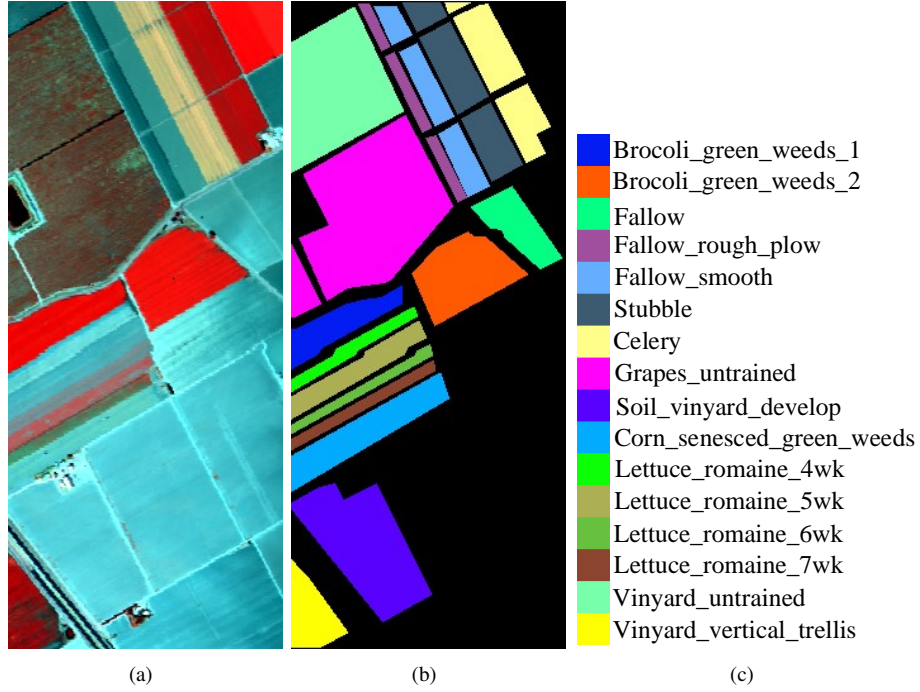 Brocoli_green_weeds_1
Brocoli_green_weeds_2
Fallow
Fallow_rough_plow
Fallow_smooth
Stubble
Celery
Grapes_untrained
Soil_vinyard_develop
Corn_senesced_green_weeds
Lettuce_romaine_4wk
Lettuce_romaine_5wk
Lettuce_romaine_6wk
Lettuce_romaine_7wk
Vinyard_untrained
Vinyard_vertical_trellis
(a) (b) (c)